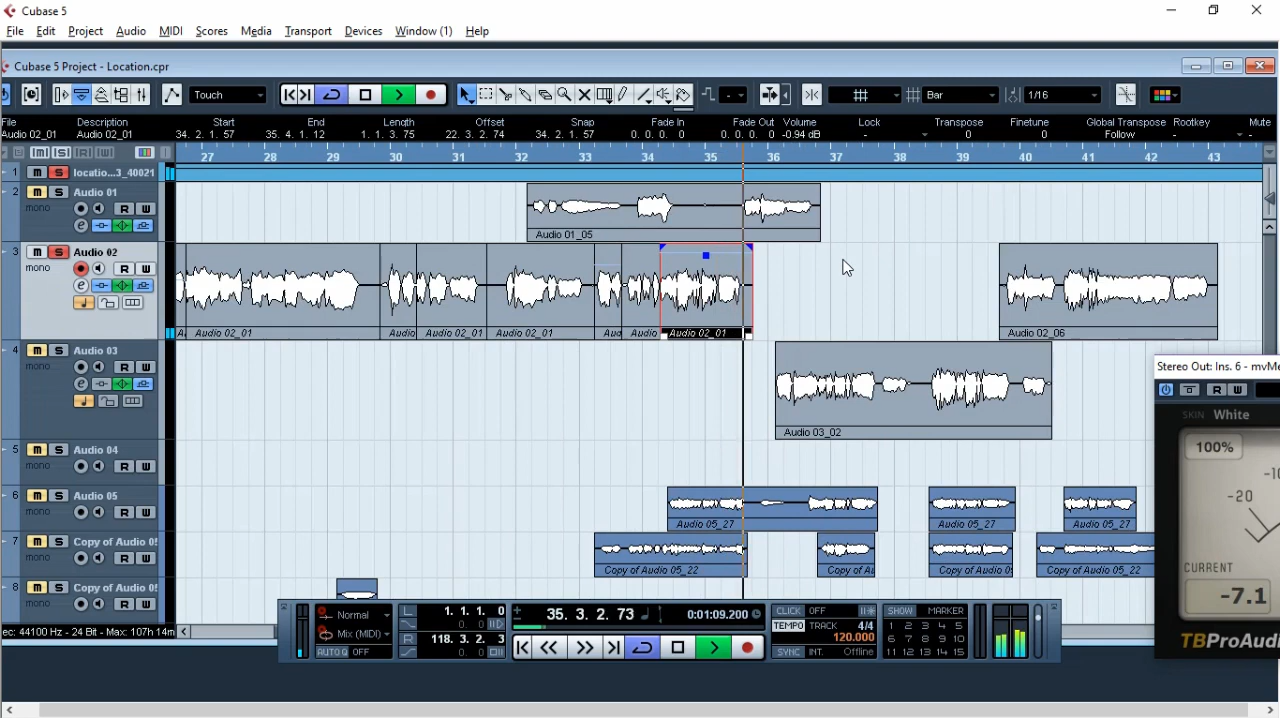 Cubase 5
File Edit Project Audio MIDI Scores Media Transport Devices Window (1) Help
Cubase 5 Project - Location.cpr
Touch Bar 1/16
File Description Start End Length Offset Snap Fade In Fade Out Volume Lock Transpose Finetune Global Transpose Rootkey Mute
Audio 02_01 Audio 02_01 34. 2. 1. 57 35. 4. 1. 12 1. 1. 3. 75 22. 3. 2. 74 34. 2. 1. 57 0. 0. 0. 0 0. 0. 0. 0 -0.94 dB - 0 0 Follow -
27 28 29 30 31 32 33 34 35 36 37 38 39 40 41 42 43
1 m S locatio...3_40021
2 m S Audio 01
mono R W
Audio 01_05
3 m S Audio 02
mono R W
Audio 02_01 Audio Audio 02_01 Audio 02_01 Aud Audio Audio 02_01 Audio 02_06
4 m S Audio 03
mono R W
Audio 03_02
5 m S Audio 04
mono R W
6 m S Audio 05
mono R W
Audio 05_27 Audio 05_27 Audio 05_27
7 m S Copy of Audio 05
mono R W
Copy of Audio 05_22 Copy of Au Copy of Audio 0 Copy of Audio 05_22
8 m S Copy of Audio 05
mono R W
ec: 44100 Hz - 24 Bit - Max: 107h 14m
Stereo Out: Ins. 6 - mvMe
R W
SKIN White
100%
-20
-10
CURRENT
-7.1
TBProAudi
Normal
Mix (MIDI)
AUTO Q OFF
L 1. 1. 1. 0
0. 0
R 118. 3. 2. 3
0. 0
35. 3. 2. 73 0:01:09.200
CLICK OFF
TEMPO TRACK 4/4
120.000
SYNC INT. Offline
SHOW MARKER
1 2 3 4 5
6 7 8 9 10
11 12 13 14 15